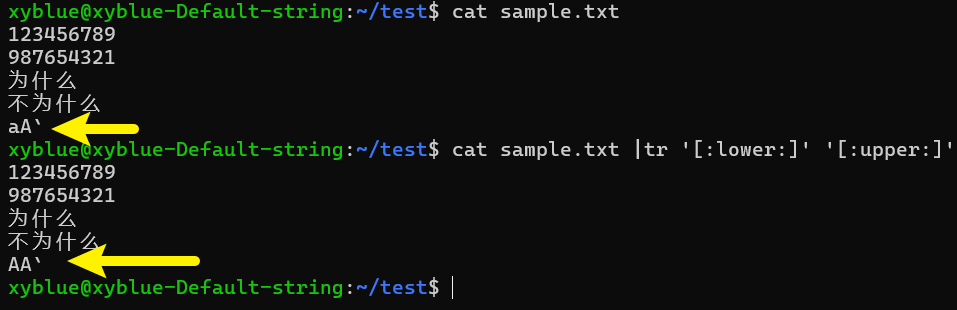 xyblue@xyblue-Default-string:~/test$ cat sample.txt
123456789
987654321
为什么
不为什么
aA`
xyblue@xyblue-Default-string:~/test$ cat sample.txt |tr '[:lower:]' '[:upper:]'
123456789
987654321
为什么
不为什么
AA`
xyblue@xyblue-Default-string:~/test$